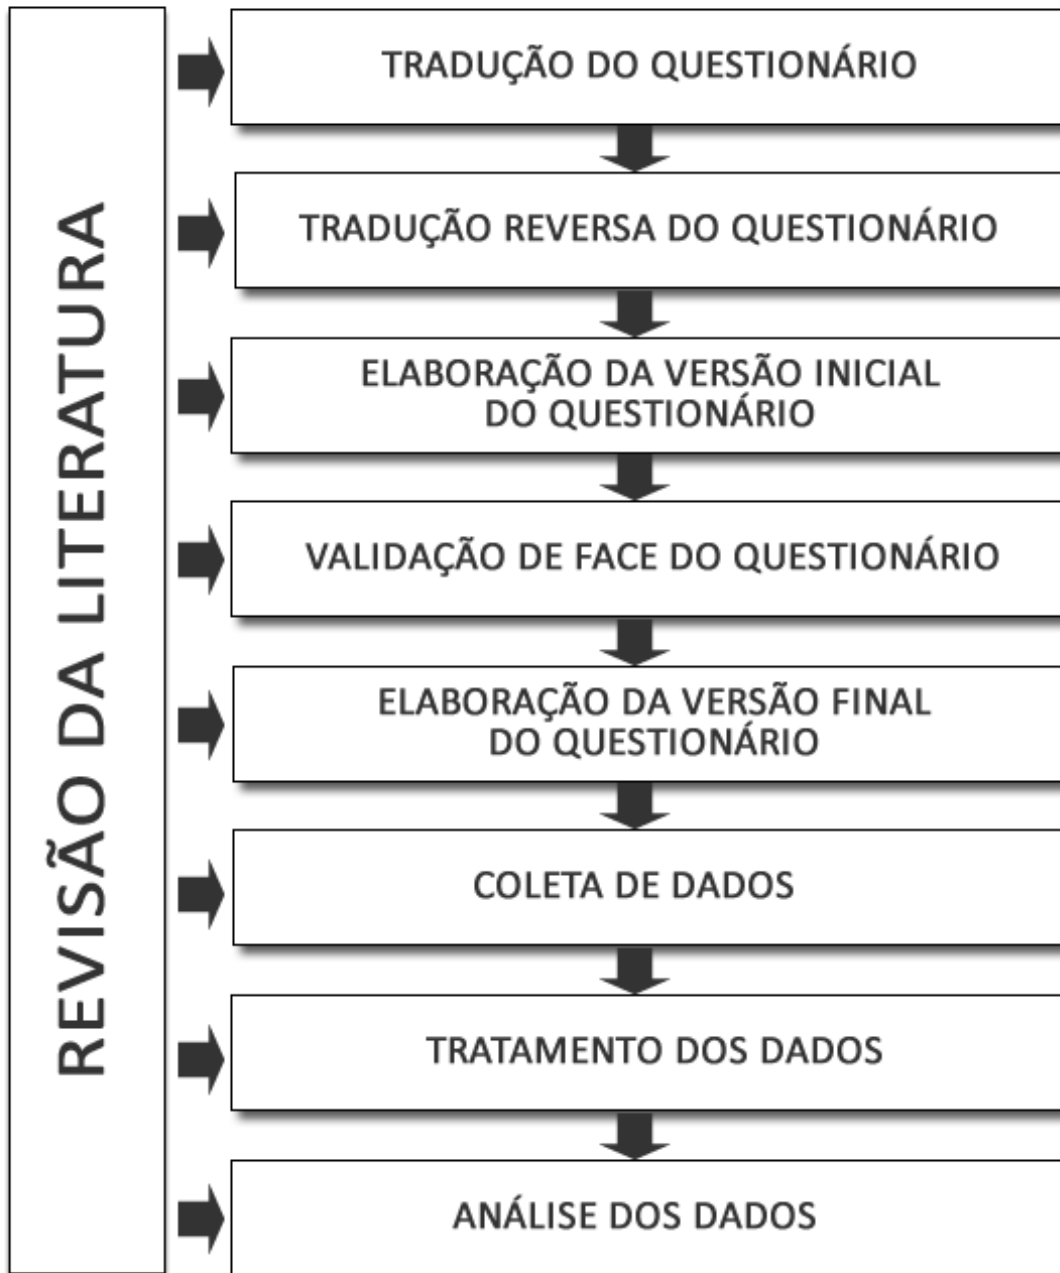 REVISÃO DA LITERATURA
TRADUÇÃO DO QUESTIONÁRIO
TRADUÇÃO REVERSA DO QUESTIONÁRIO
ELABORAÇÃO DA VERSÃO INICIAL
DO QUESTIONÁRIO
VALIDAÇÃO DE FACE DO QUESTIONÁRIO
ELABORAÇÃO DA VERSÃO FINAL
DO QUESTIONÁRIO
COLETA DE DADOS
TRATAMENTO DOS DADOS
ANÁLISE DOS DADOS